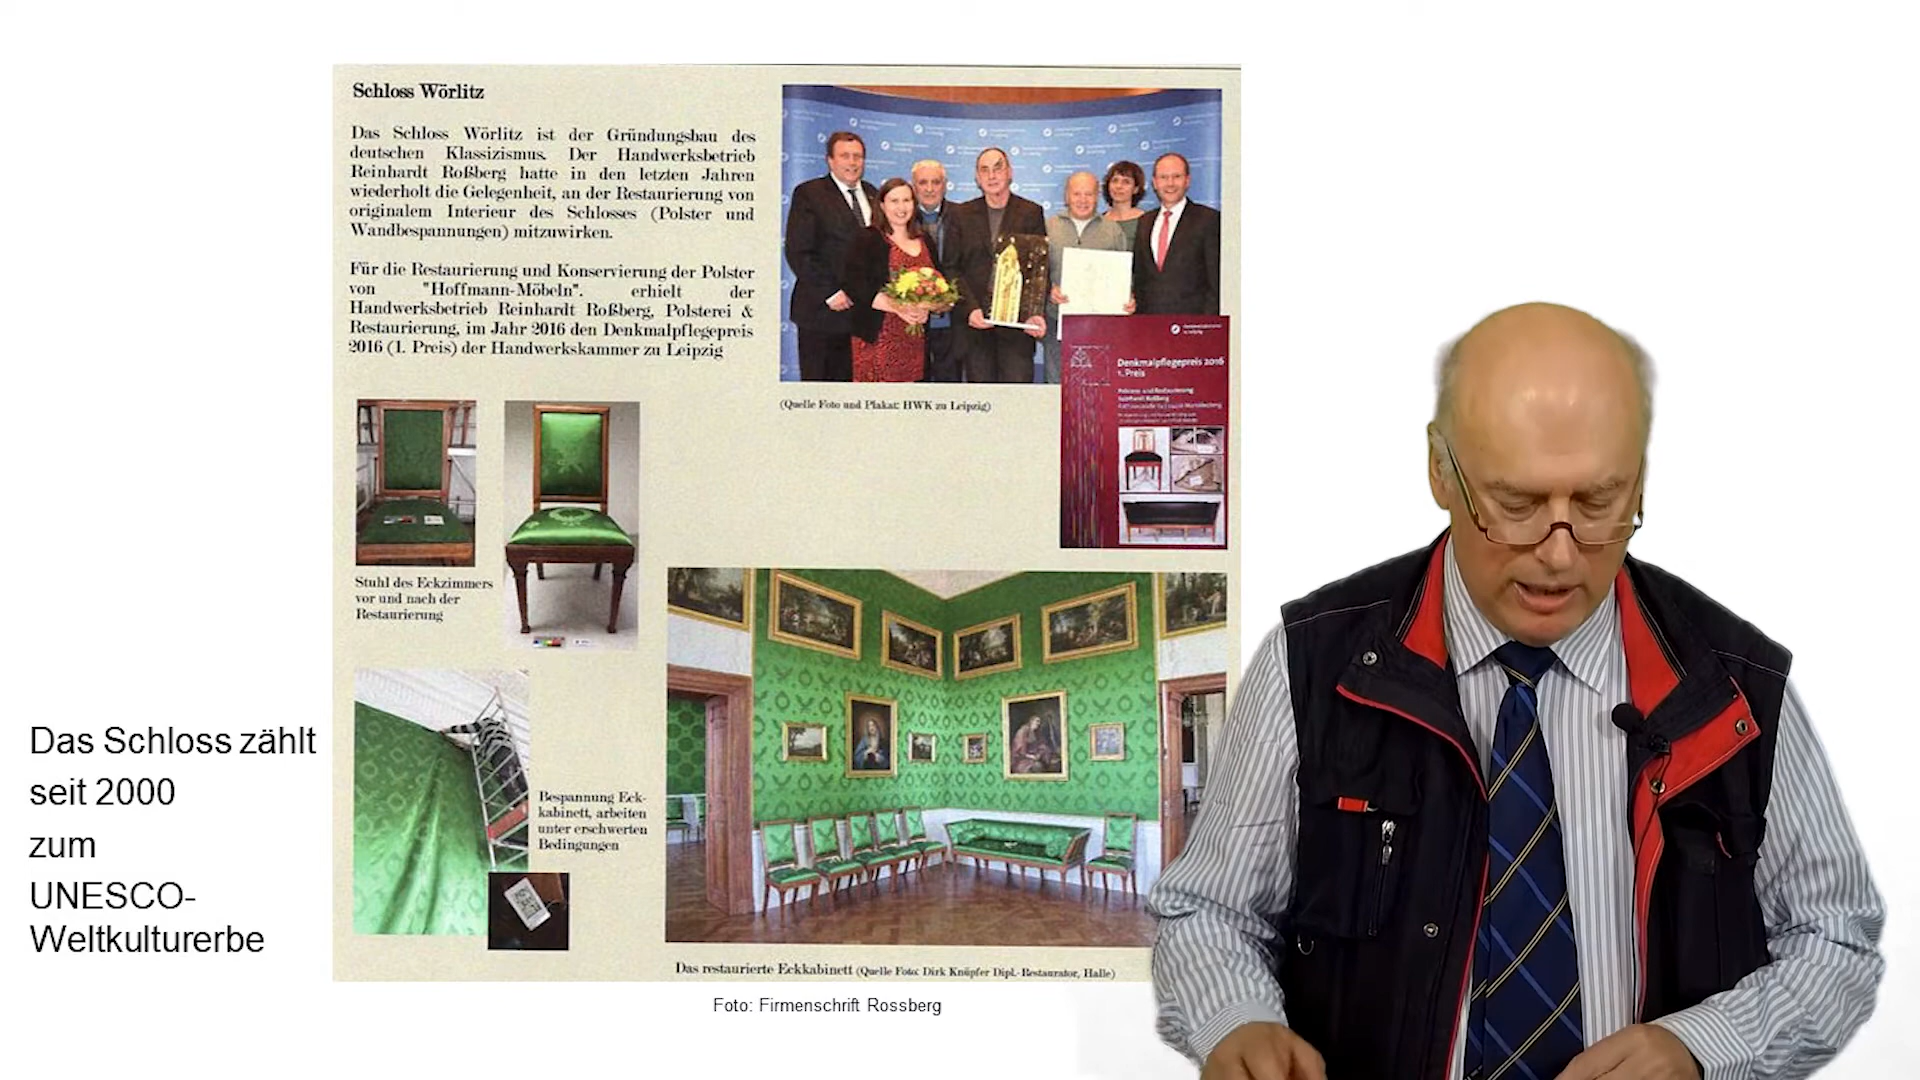 Schloss Wörlitz
Das Schloss Wörlitz ist der Gründungsbau des
deutschen Klassizismus. Der Handwerksbetrieb
Reinhardt Roßberg hatte in den letzten Jahren
wiederholt die Gelegenheit, an der Restaurierung von
originalem Interieur des Schlosses (Polster und
Wandbespannungen) mitzuwirken.
Für die Restaurierung und Konservierung der Polster
von "Hoffmann-Möbeln". erhielt der
Handwerksbetrieb Reinhardt Roßberg, Polsterei &
Restaurierung, im Jahr 2016 den Denkmalpflegepreis
2016 (1. Preis) der Handwerkskammer zu Leipzig
(Quelle Foto und Plakat: HWK zu Leipzig)
Denkmalpflegepreis 2016
1. Preis
Stuhl des Eckzimmers
vor und nach der
Restaurierung
Bespannung Eck-
kabinett, arbeiten
unter erschwerten
Bedingungen
Das restaurierte Eckkabinett (Quelle Foto: Dirk Knüpfer Dipl.-Restaurator, Halle)
Foto: Firmenschrift Rossberg
Das Schloss zählt
seit 2000
zum
UNESCO-
Weltkulturerbe